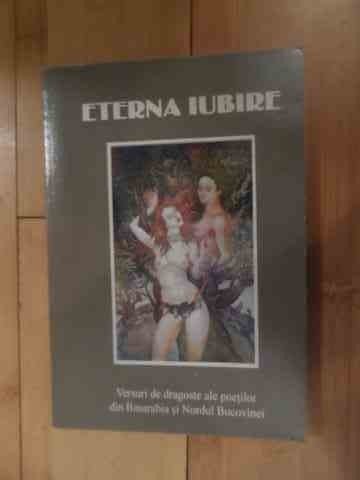 ETERNA IUBIRE
Versuri de dragoste ale poeților
din Basarabia și Nordul Bucovinei